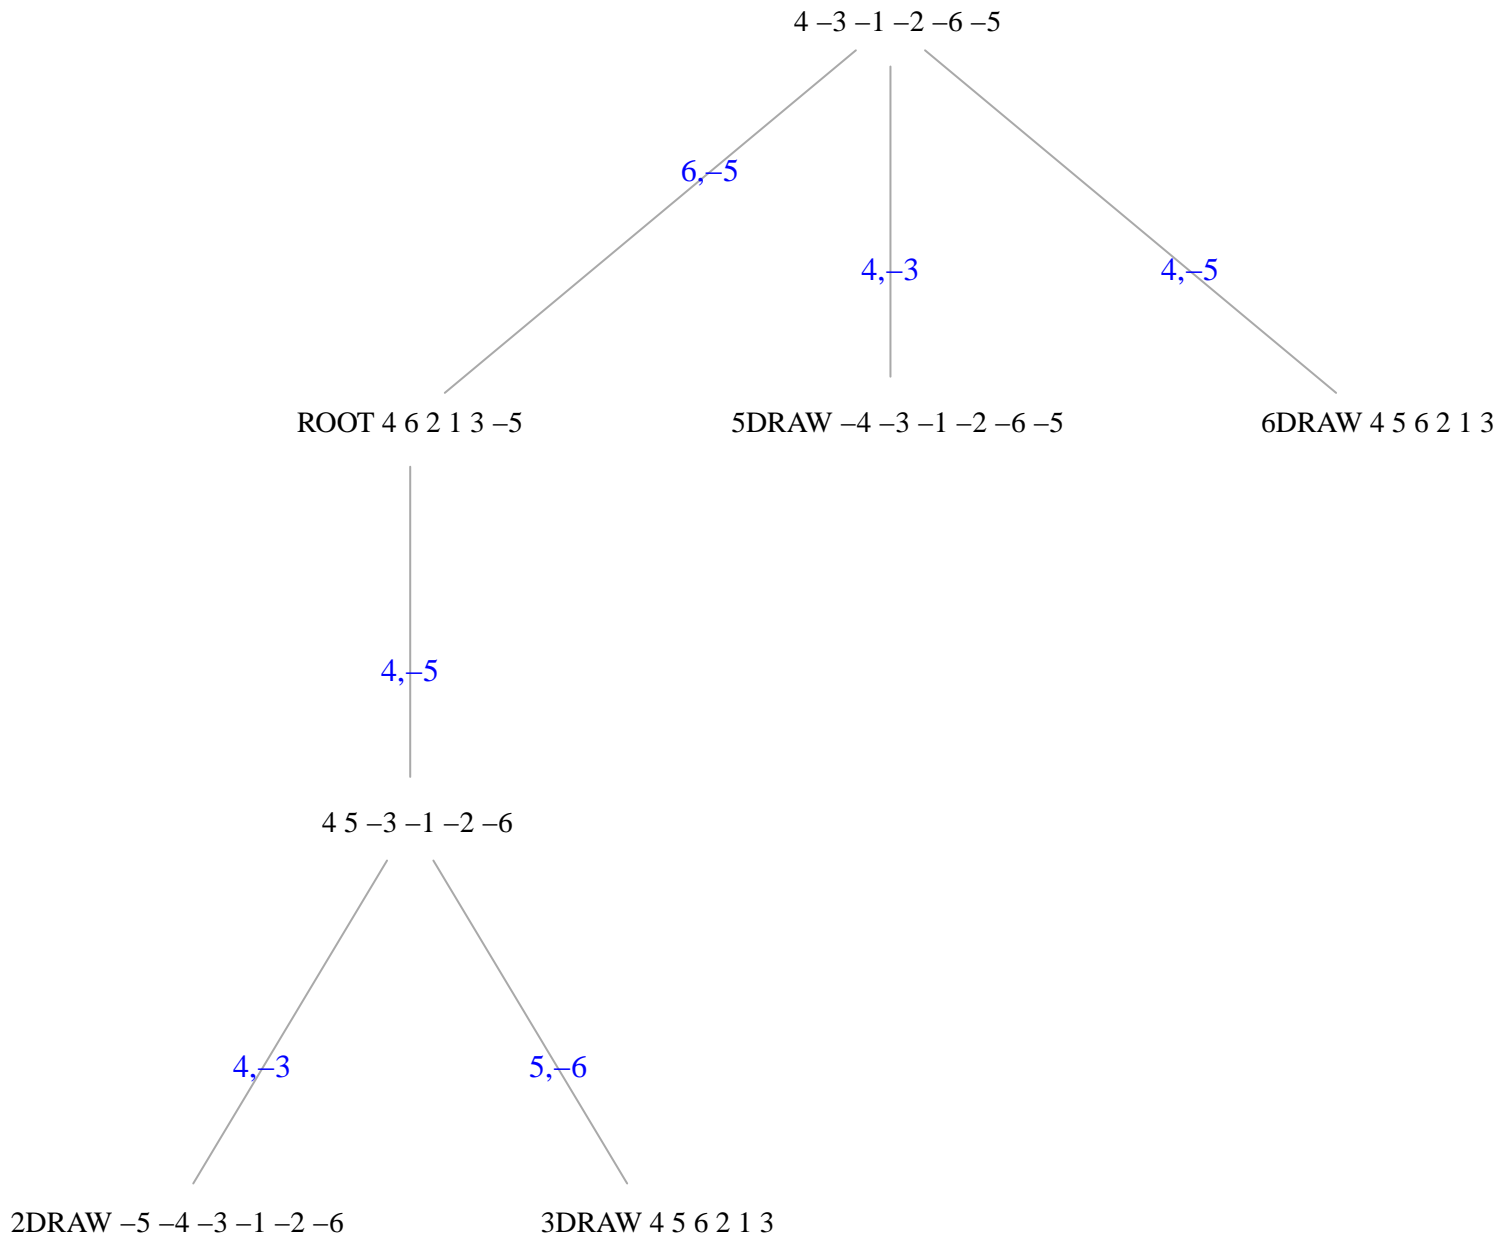 4 –3 –1 –2 –6 –5
6,–5
4,–3
4,–5
ROOT 4 6 2 1 3 –5
5DRAW –4 –3 –1 –2 –6 –5
6DRAW 4 5 6 2 1 3
4,–5
4 5 –3 –1 –2 –6
4,–3
5,–6
2DRAW –5 –4 –3 –1 –2 –6
3DRAW 4 5 6 2 1 3